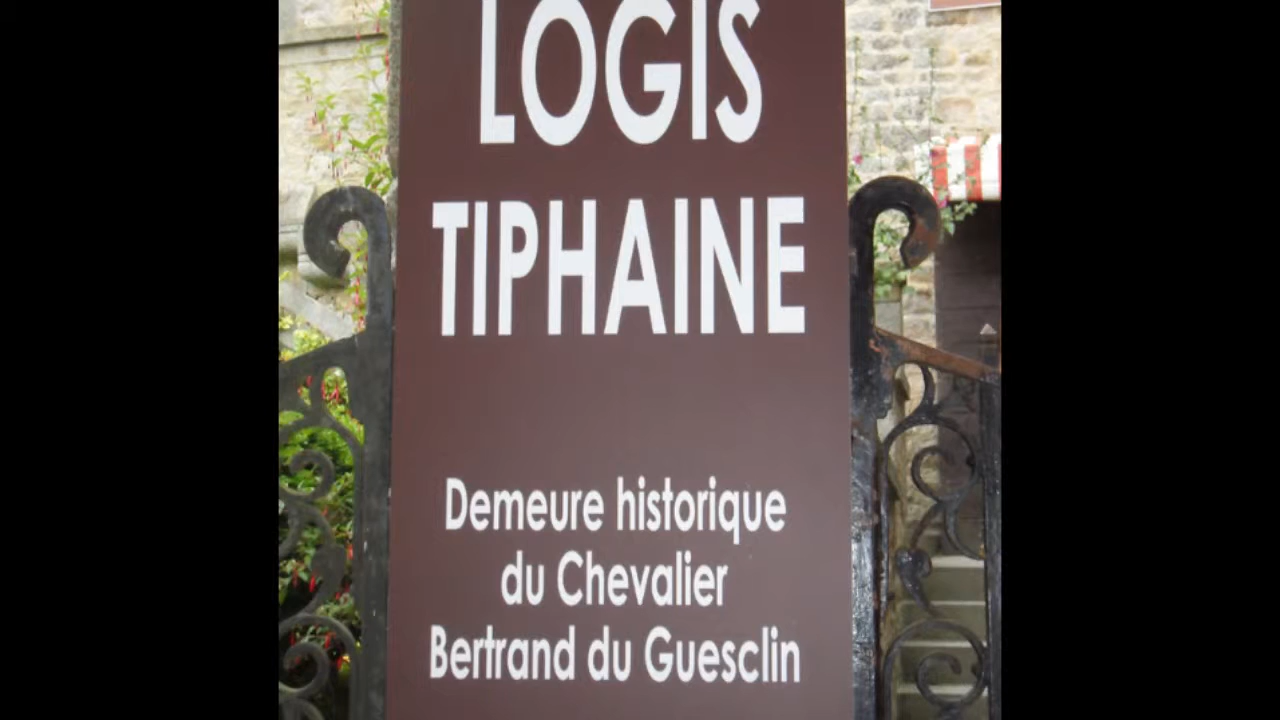 LOGIS
TIPHAINE
Demeure historique
du Chevalier
Bertrand du Guesclin